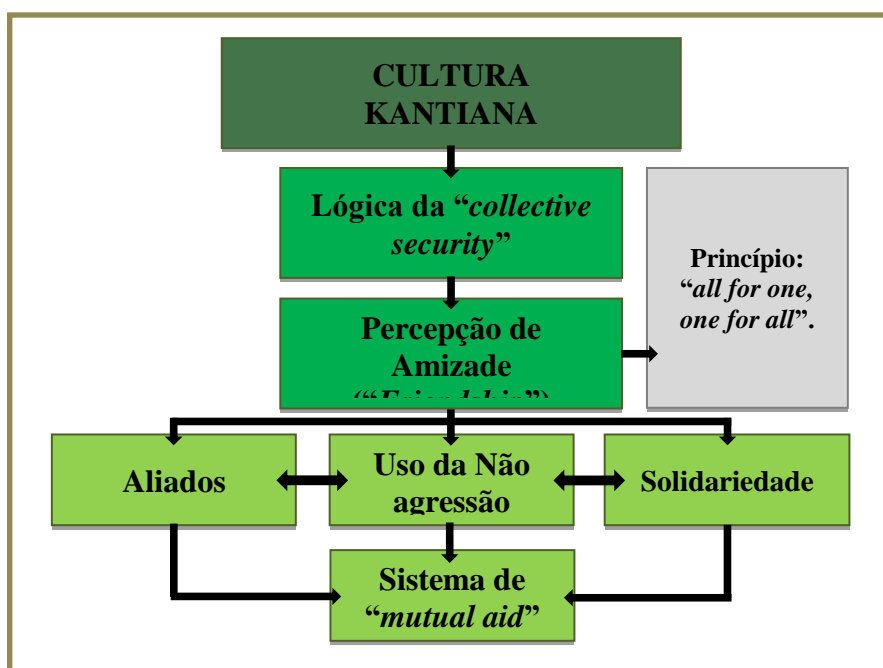 CULTURA
KANTIANA
Lógica da “collective
security”
Princípio:
“all for one,
one for all”.
Percepção de
Amizade
(“Friendship”)
Aliados
Uso da Não
agressão
Solidariedade
Sistema de
“mutual aid”